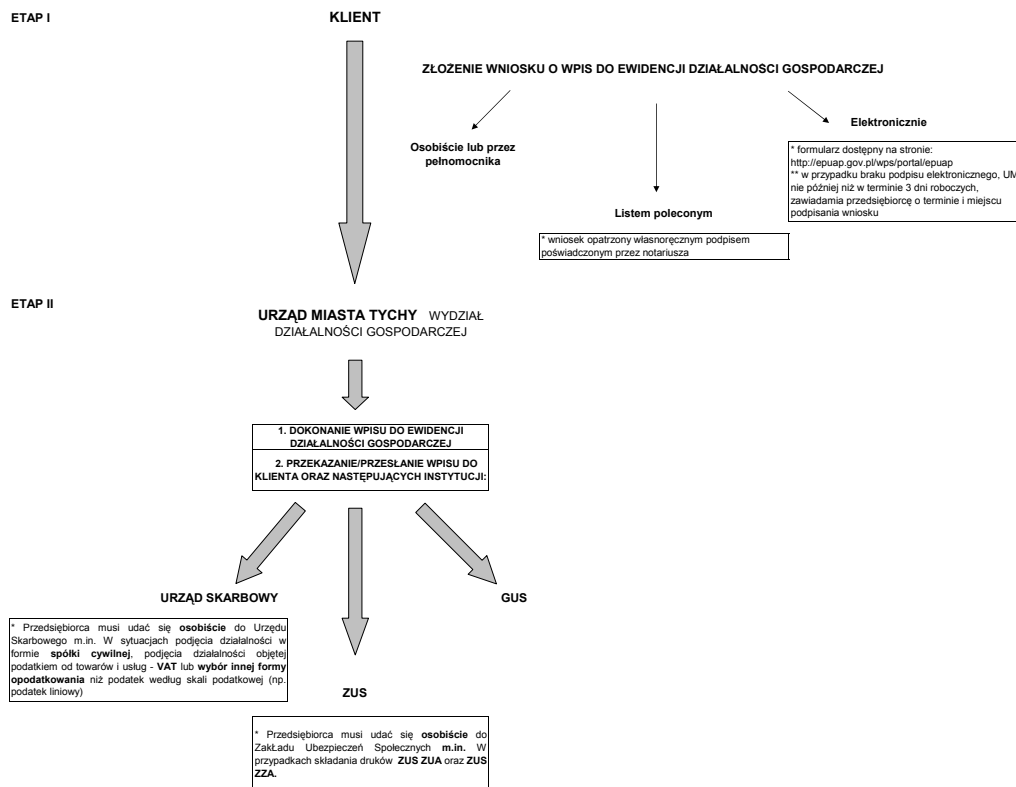 ETAP I
KLIENT
ZŁOŻENIE WNIOSKU O WPIS DO EWIDENCJI DZIAŁALNOŚCI GOSPODARCZEJ
Osobiście lub przez
pełnomocnika
Listem poleconym
* wniosek opatrzony własnoręcznym podpisem
poświadczonym przez notariusza
Elektronicznie
* formularz dostępny na stronie:
http://epuap.gov.pl/wps/portal/epuap
** w przypadku braku podpisu elektronicznego, UM
nie później niż w terminie 3 dni roboczych,
zawiadamia przedsiębiorcę o terminie i miejscu
podpisania wniosku
ETAP II
URZĄD MIASTA TYCHY WYDZIAŁ
DZIAŁALNOŚCI GOSPODARCZEJ
1. DOKONANIE WPISU DO EWIDENCJI
DZIAŁALNOŚCI GOSPODARCZEJ
2. PRZEKAZANIE/PRZESŁANIE WPISU DO
KLIENTA ORAZ NASTĘPUJĄCYCH INSTYTUCJI:
URZĄD SKARBOWY
* Przedsiębiorca musi udać się osobiście do Urzędu
Skarbowego m.in. W sytuacjach podjęcia działalności w
formie spółki cywilnej, podjęcia działalności objętej
podatkiem od towarów i usług - VAT lub wybór innej formy
opodatkowania niż podatek według skali podatkowej (np.
podatek liniowy)
GUS
ZUS
* Przedsiębiorca musi udać się osobiście do
ZakŁadu Ubezpieczeń Społecznych m.in. W
przypadkach składania druków ZUS ZUA oraz ZUS
ZZA.